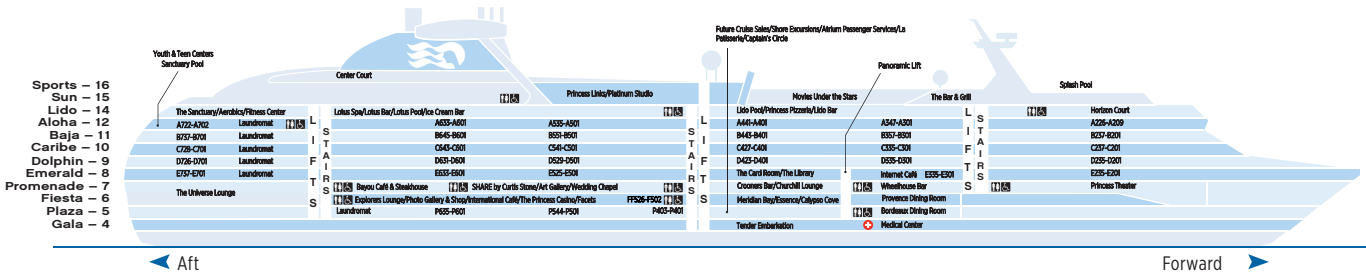 Future Cruise Sales/Shore Excursions/Atrium Passenger Services/La
Patisserie/Captain's Circle
Youth & Teen Centers
Sanctuary Pool
Panoramic Lift
Center Court
Splash Pool
Sports – 16
Sun – 15
Princess Links/Platinum Studio
Movies Under the Stars
The Bar & Grill
Lido – 14
The Sanctuary/Aerobics/Fitness Center
Lotus Spa/Lotus Bar/Lotus Pool/Ice Cream Bar
Lido Pool/Princess Pizzeria/Lido Bar
Horizon Court
Aloha – 12
A722-A702
Laundromat
A633-A601
A535-A501
A441-A401
A347-A301
A226-A209
Baja – 11
B737-B701
Laundromat
B645-B601
B551-B501
B443-B401
B357-B301
B237-B201
Caribe – 10
C728-C701
Laundromat
C643-C601
C541-C501
C427-C401
C335-C301
C237-C201
Dolphin – 9
D726-D701
Laundromat
D631-D601
D529-D501
D423-D401
D335-D301
D235-D201
Emerald – 8
E737-E701
Laundromat
E633-E601
E525-E501
The Card Room/The Library
Internet Café
E335-E301
E235-E201
Promenade – 7
The Universe Lounge
Bayou Café & Steakhouse
SHARE by Curtis Stone/Art Gallery/Wedding Chapel
Crooners Bar/Churchill Lounge
Wheelhouse Bar
Princess Theater
Fiesta – 6
Explorers Lounge/Photo Gallery & Shop/International Café/The Princess Casino/Facets
FF526-F502
Meridian Bay/Essence/Calypso Cove
Provence Dining Room
Plaza – 5
Laundromat
P635-P601
P544-P501
P403-P401
Bordeaux Dining Room
Gala – 4
Tender Embarkation
Medical Center
LIFTS
STAIRS
STAIRS
LIFTS
LIFTS
STAIRS
Aft
Forward